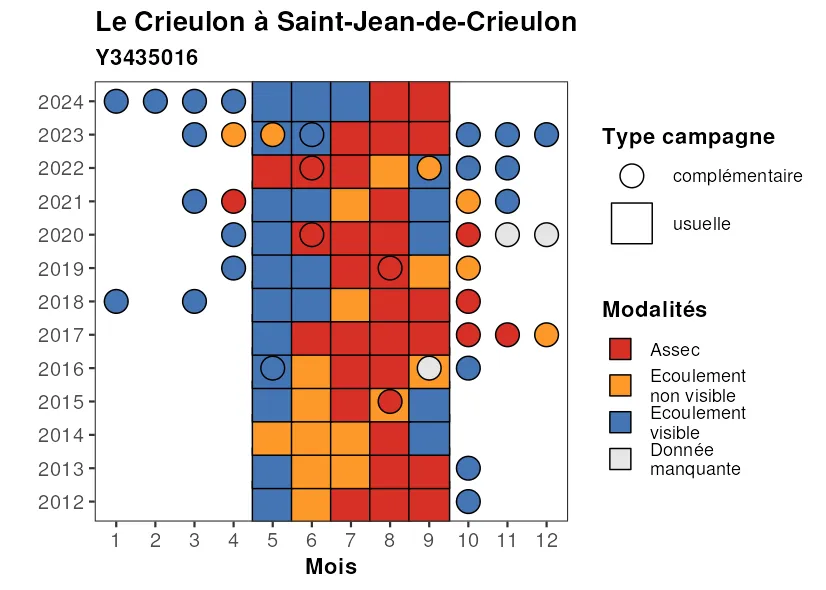 Le Crieulon à Saint-Jean-de-Crieulon
Y3435016
2024
2023
2022
2021
2020
2019
2018
2017
2016
2015
2014
2013
2012
1 2 3 4 5 6 7 8 9 10 11 12
Mois
Type campagne
complémentaire
usuelle
Modalités
Assec
Ecoulement
non visible
Ecoulement
visible
Donnée
manquante